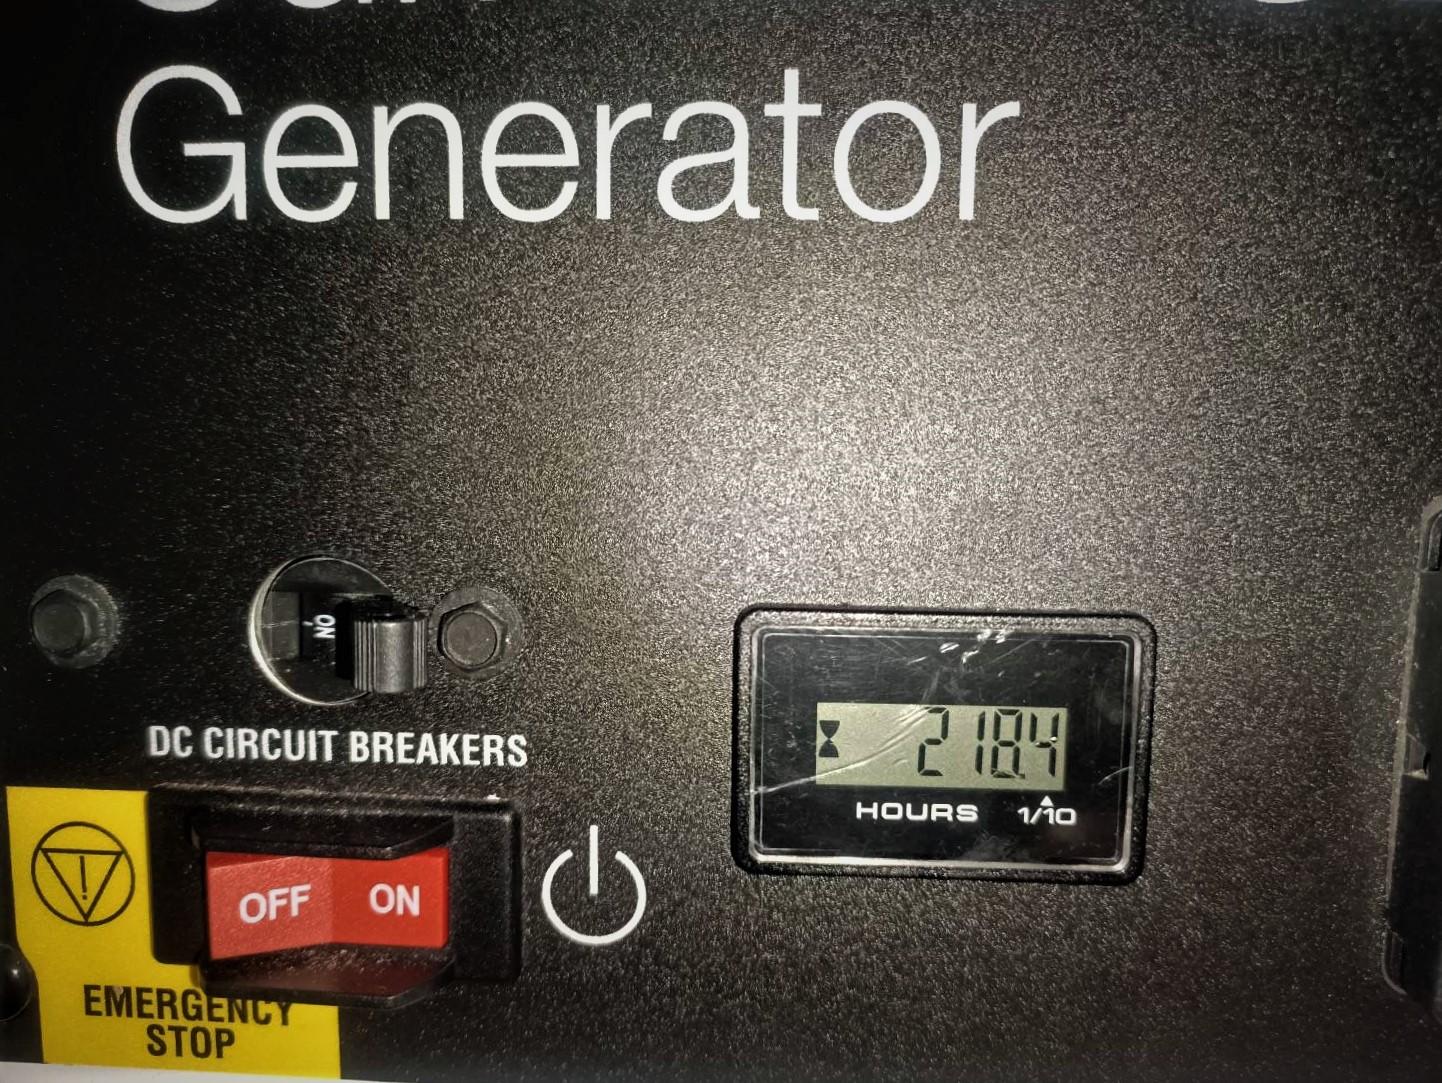 Generator
ON
DC CIRCUIT BREAKERS
218.4
HOURS 1/10
OFF ON
EMERGENCY
STOP